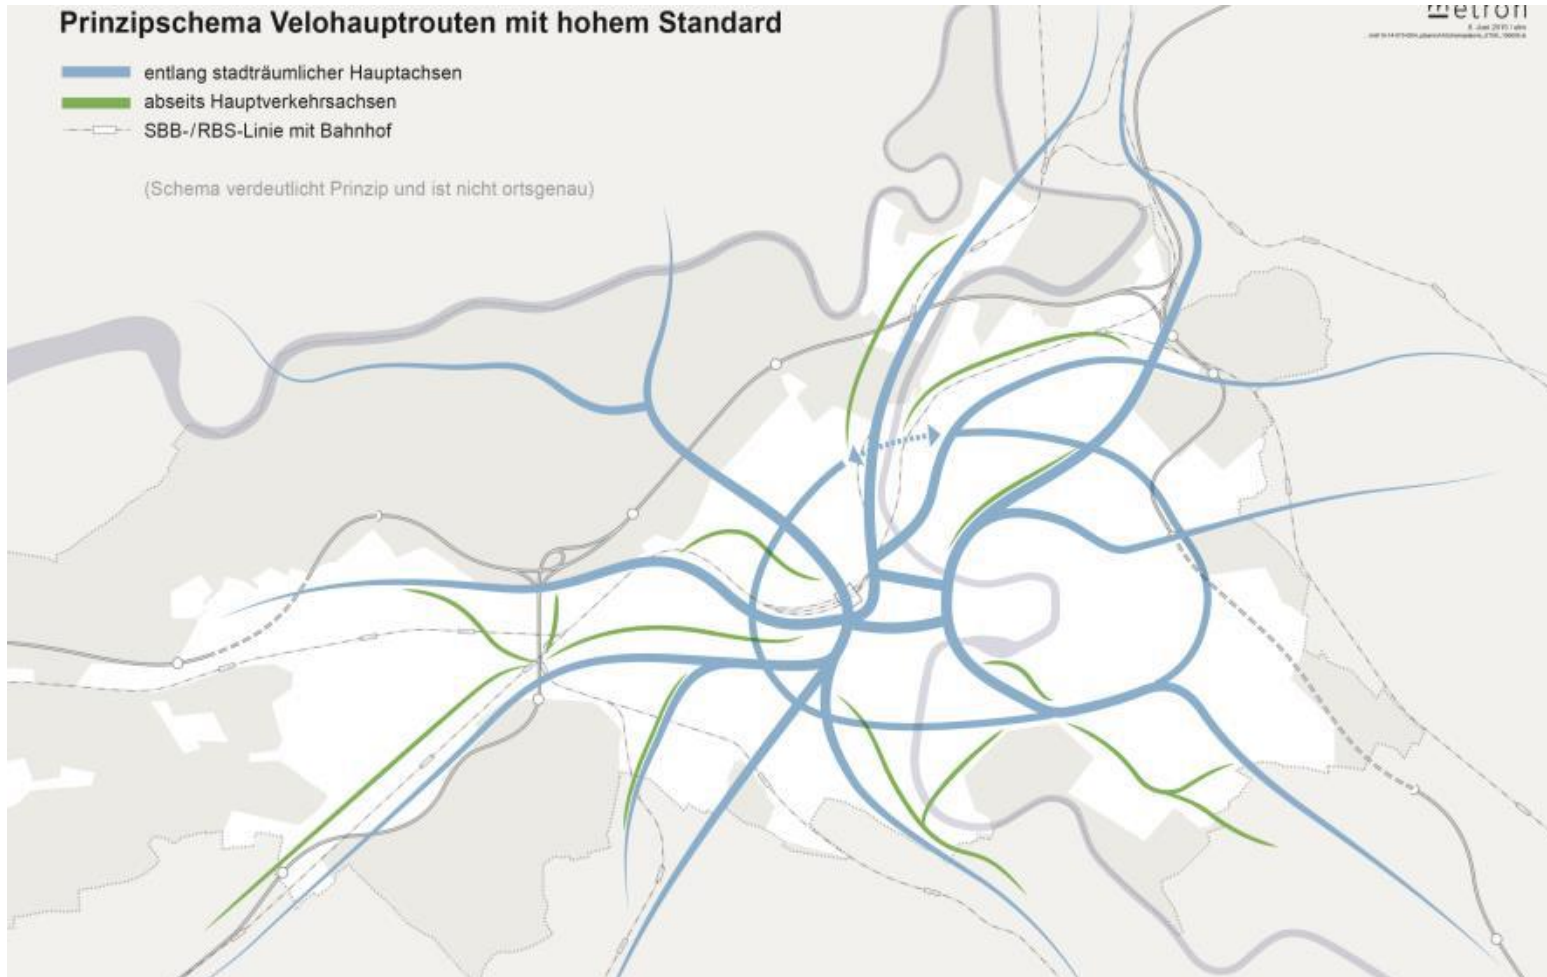 Prinzipschema Velohauptrouten mit hohem Standard
metron
entlang stadträumlicher Hauptachsen
abseits Hauptverkehrsachsen
SBB-/RBS-Linie mit Bahnhof
(Schema verdeutlicht Prinzip und ist nicht ortsgenau)